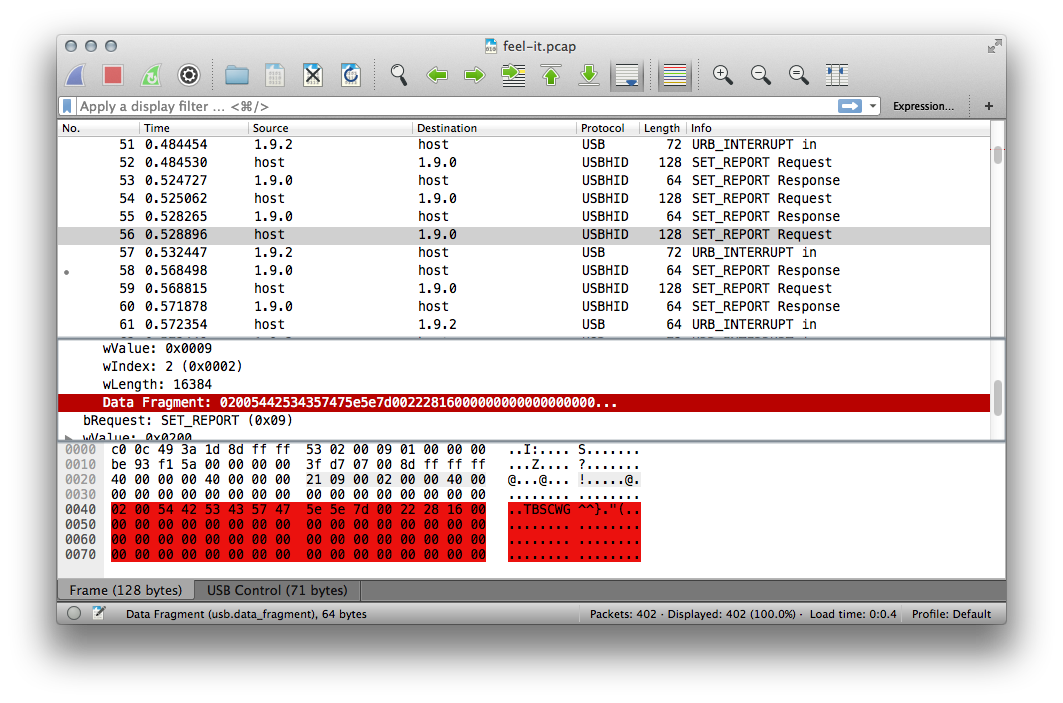 feel-it.pcap
Apply a display filter ... <⌘/> Expression... +
No. Time Source Destination Protocol Length Info
51 0.484454 1.9.2 host USB 72 URB_INTERRUPT in
52 0.484530 host 1.9.0 USBHID 128 SET_REPORT Request
53 0.524727 1.9.0 host USBHID 64 SET_REPORT Response
54 0.525062 host 1.9.0 USBHID 128 SET_REPORT Request
55 0.528265 1.9.0 host USBHID 64 SET_REPORT Response
56 0.528896 host 1.9.0 USBHID 128 SET_REPORT Request
57 0.532447 1.9.2 host USB 72 URB_INTERRUPT in
58 0.568498 1.9.0 host USBHID 64 SET_REPORT Response
59 0.568815 host 1.9.0 USBHID 128 SET_REPORT Request
60 0.571878 1.9.0 host USBHID 64 SET_REPORT Response
61 0.572354 host 1.9.2 USB 64 URB_INTERRUPT in
wValue: 0x0009
wIndex: 2 (0x0002)
wLength: 16384
Data Fragment: 02005442534357475e5e7d00222816000000000000000000...
bRequest: SET_REPORT (0x09)
wValue: 0x0200
0000 c0 0c 49 3a 1d 8d ff ff 53 02 00 09 01 00 00 00 ..I:.... S.......
0010 be 93 f1 5a 00 00 00 00 3f d7 07 00 8d ff ff ff ...Z.... ?.......
0020 40 00 00 00 40 00 00 00 21 09 00 02 00 00 40 00 @...@... !.....@.
0030 00 00 00 00 00 00 00 00 00 00 00 00 00 00 00 00 ........ ........
0040 02 00 54 42 53 43 57 47 5e 5e 7d 00 22 28 16 00 ..TBSCWG ^^}."(..
0050 00 00 00 00 00 00 00 00 00 00 00 00 00 00 00 00 ........ ........
0060 00 00 00 00 00 00 00 00 00 00 00 00 00 00 00 00 ........ ........
0070 00 00 00 00 00 00 00 00 00 00 00 00 00 00 00 00 ........ ........
Frame (128 bytes) USB Control (71 bytes)
Data Fragment (usb.data_fragment), 64 bytes Packets: 402 · Displayed: 402 (100.0%) · Load time: 0:0.4 Profile: Default